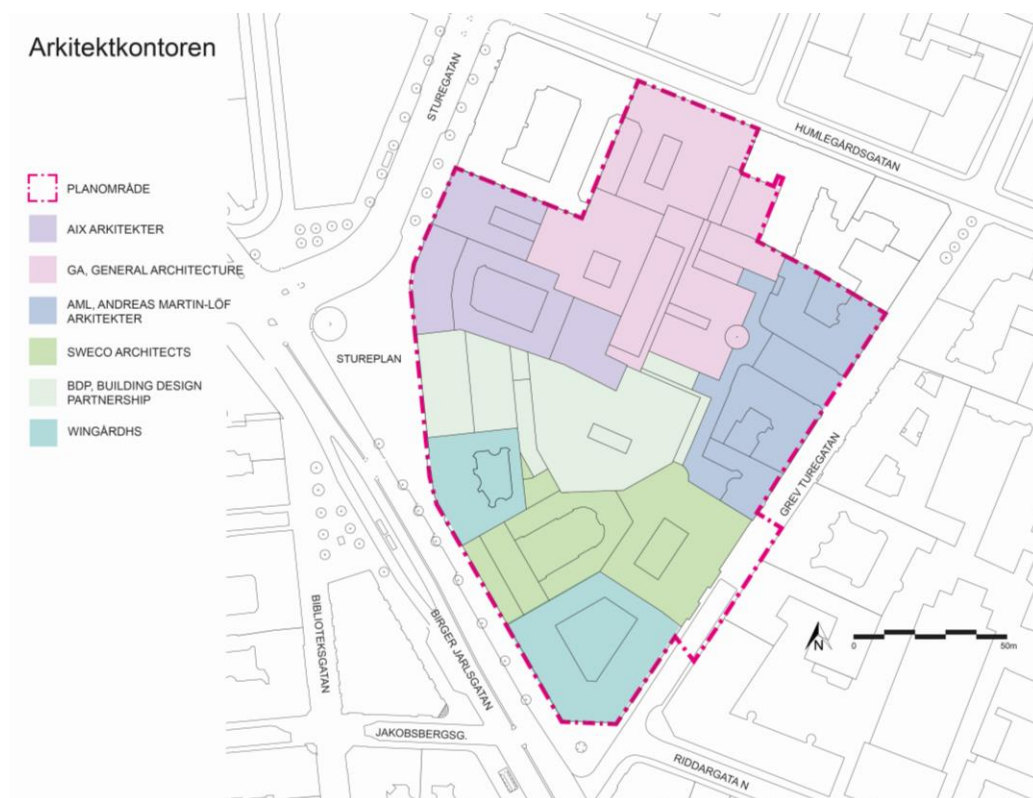 Arkitektkontoren
PLANOMRÅDE
AIX ARKITEKTER
GA, GENERAL ARCHITECTURE
AML, ANDREAS MARTIN-LÖF
ARKITEKTER
SWECO ARCHITECTS
BDP, BUILDING DESIGN
PARTNERSHIP
WINGÅRDHS
STUREGATAN
HUMLEGÅRDSGATAN
STUREPLAN
GREV TUREGATAN
BIBLIOTEKSGATAN
BIRGER JARLSGATAN
JAKOBSBERGSG.
RIDDARGATA N
N
0
50m